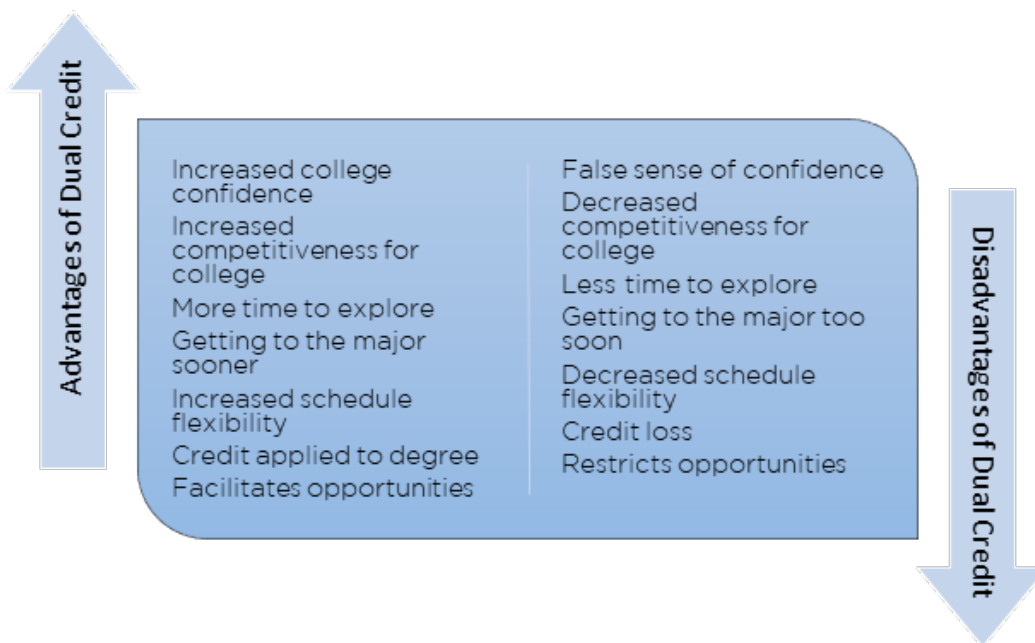 Advantages of Dual Credit
Increased college
confidence
Increased
competitiveness for
college
More time to explore
Getting to the major
sooner
Increased schedule
flexibility
Credit applied to degree
Facilitates opportunities
False sense of confidence
Decreased
competitiveness for
college
Less time to explore
Getting to the major too
soon
Decreased schedule
flexibility
Credit loss
Restricts opportunities
Disadvantages of Dual Credit